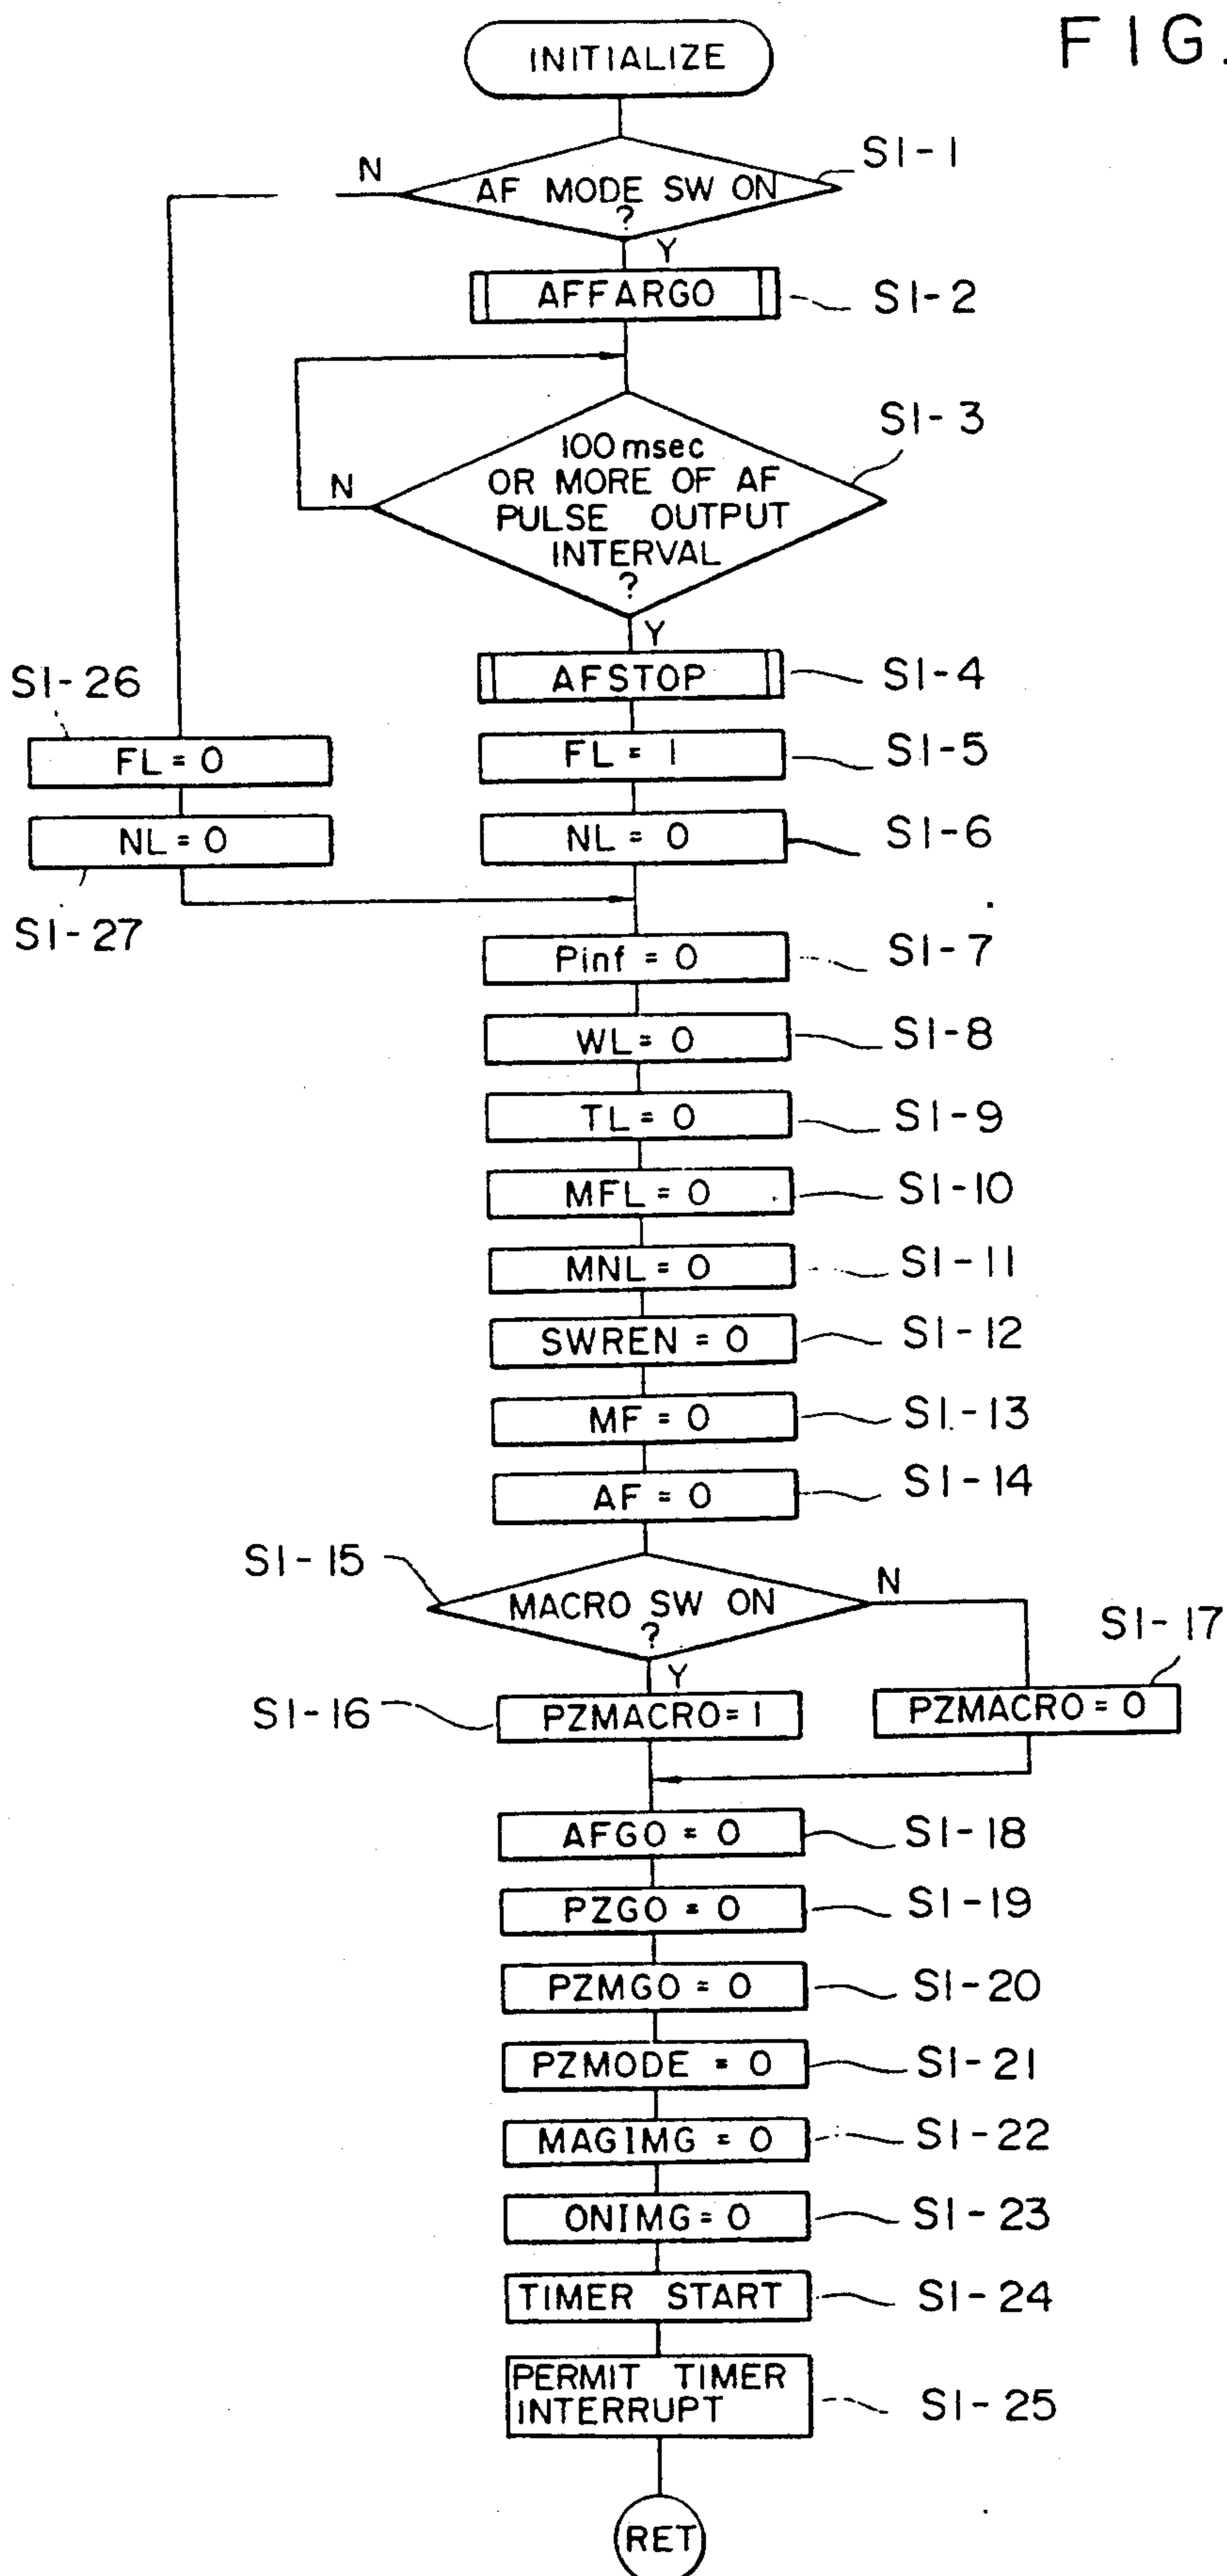 FIG.
INITIALIZE
S1-1
N
AF MODE SW ON
?
Y
AFFARGO
S1-2
S1-3
100 msec
OR MORE OF AF
PULSE OUTPUT
INTERVAL
?
N
Y
AFSTOP
S1-4
S1-26
FL = 0
FL = 1
S1-5
NL = 0
S1-27
NL = 0
S1-6
Pinf = 0
S1-7
WL = 0
S1-8
TL = 0
S1-9
MFL = 0
S1-10
MNL = 0
S1-11
SWREN = 0
S1-12
MF = 0
S1-13
AF = 0
S1-14
S1-15
MACRO SW ON
?
N
Y
S1-16
PZMACRO = 1
S1-17
PZMACRO = 0
AFGO = 0
S1-18
PZGO = 0
S1-19
PZMGO = 0
S1-20
PZMODE = 0
S1-21
MAGIMG = 0
S1-22
ONIMG = 0
S1-23
TIMER START
S1-24
PERMIT TIMER
INTERRUPT
S1-25
RET